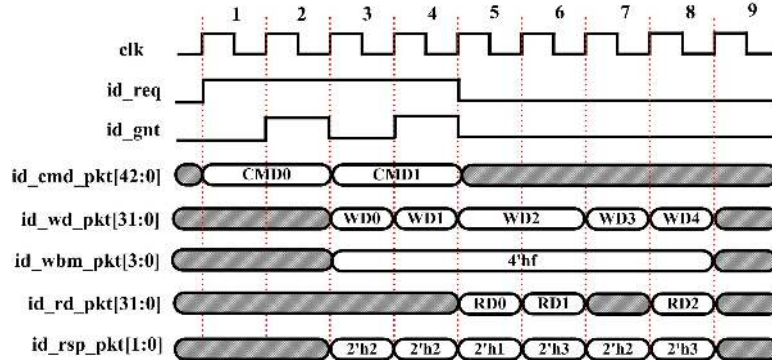 1 2 3 4 5 6 7 8 9
clk
id_req
id_gnt
id_cmd_pkt[42:0] CMD0 CMD1
id_wd_pkt[31:0] WD0 WD1 WD2 WD3 WD4
id_wbm_pkt[3:0] 4'hf
id_rd_pkt[31:0] RD0 RD1 RD2
id_rsp_pkt[1:0] 2'h2 2'h2 2'h1 2'h3 2'h2 2'h3